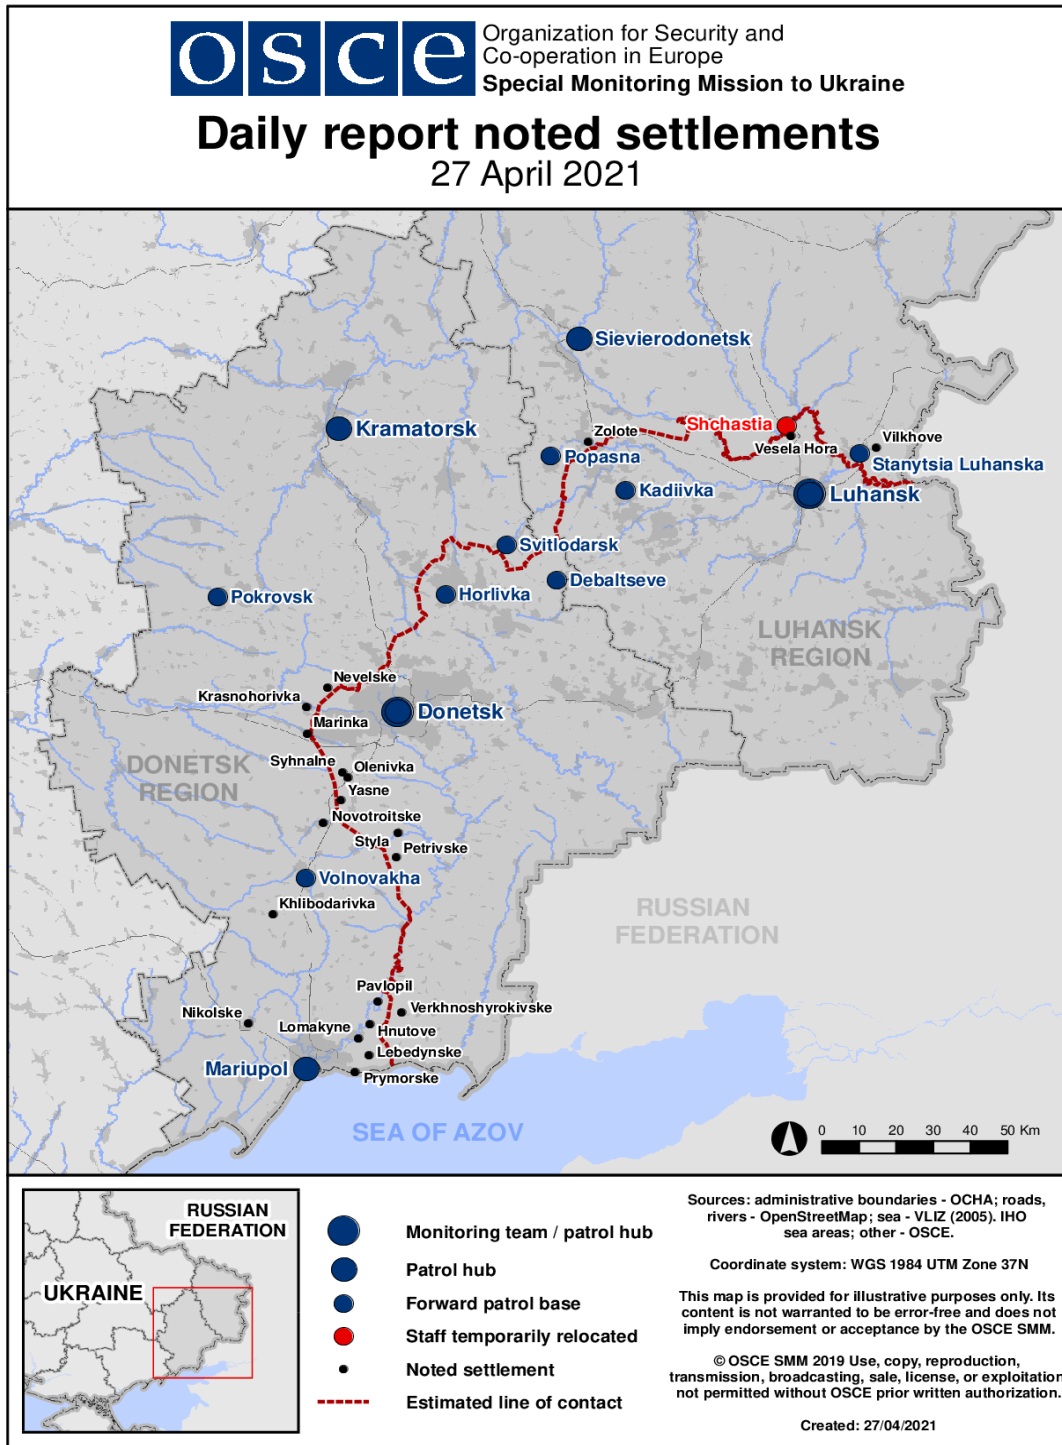 osce
Organization for Security and
Co-operation in Europe
Special Monitoring Mission to Ukraine
Daily report noted settlements
27 April 2021
Sievierodonetsk
Kramatorsk
Shchastia
Zolote
Vesela Hora
Vilkhove
Popasna
Stanytsia Luhanska
Kadiivka
Luhansk
Svitlodarsk
Debaltseve
Pokrovsk
Horlivka
LUHANSK
REGION
Nevelske
Krasnohorivka
Donetsk
Marinka
Syhnalne
Olenivka
DONETSK
REGION
Yasne
Novotroitske
Styla
Petrivske
Volnovakha
Khlibodarivka
RUSSIAN
FEDERATION
Pavlopil
Nikolske
Verkhnoshyrokivske
Lomakyne
Hnutove
Lebedynske
Mariupol
Prymorske
SEA OF AZOV
0 10 20 30 40 50 Km
RUSSIAN
FEDERATION
UKRAINE
Monitoring team / patrol hub
Patrol hub
Forward patrol base
Staff temporarily relocated
Noted settlement
Estimated line of contact
Sources: administrative boundaries - OCHA; roads,
rivers - OpenStreetMap; sea - VLIZ (2005). IHO
sea areas; other - OSCE.
Coordinate system: WGS 1984 UTM Zone 37N
This map is provided for illustrative purposes only. Its
content is not warranted to be error-free and does not
imply endorsement or acceptance by the OSCE SMM.
© OSCE SMM 2019 Use, copy, reproduction,
transmission, broadcasting, sale, license, or exploitation
not permitted without OSCE prior written authorization.
Created: 27/04/2021